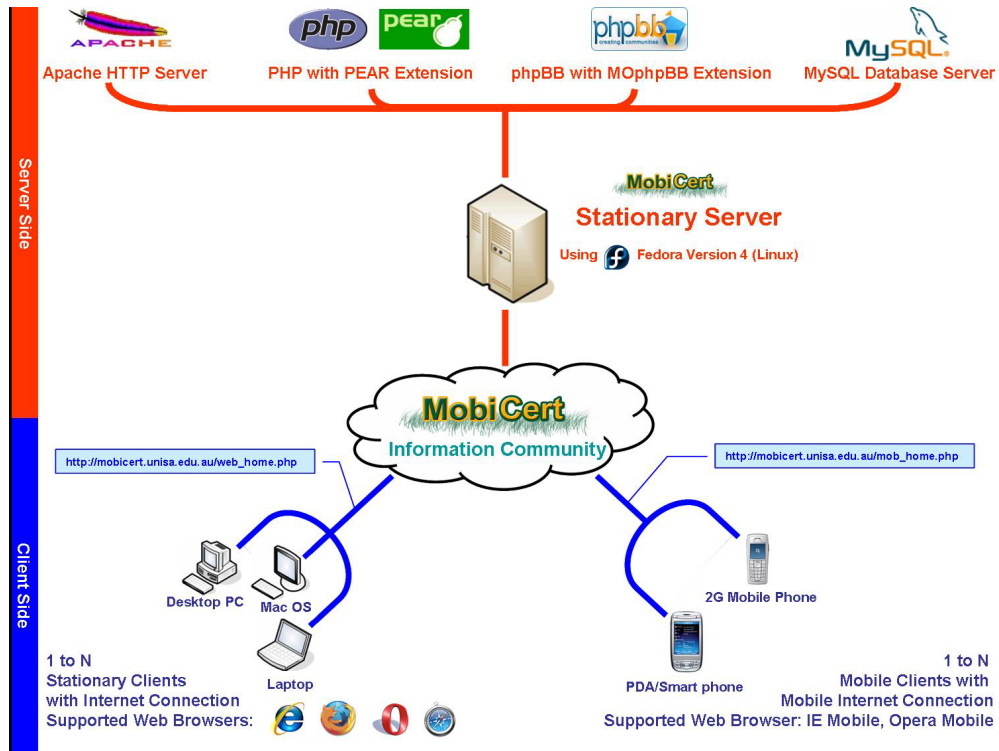 APACHE
php
pear
phpBB
creating communities
MySQL
Apache HTTP Server
PHP with PEAR Extension
phpBB with MOphpBB Extension
MySQL Database Server
Server Side
MobiCert
Stationary Server
Using Fedora Version 4 (Linux)
MobiCert
Information Community
http://mobicert.unisa.edu.au/web_home.php
http://mobicert.unisa.edu.au/mob_home.php
Client Side
Desktop PC
Mac OS
Laptop
2G Mobile Phone
PDA/Smart phone
1 to N
Stationary Clients
with Internet Connection
Supported Web Browsers:
1 to N
Mobile Clients with
Mobile Internet Connection
Supported Web Browser: IE Mobile, Opera Mobile